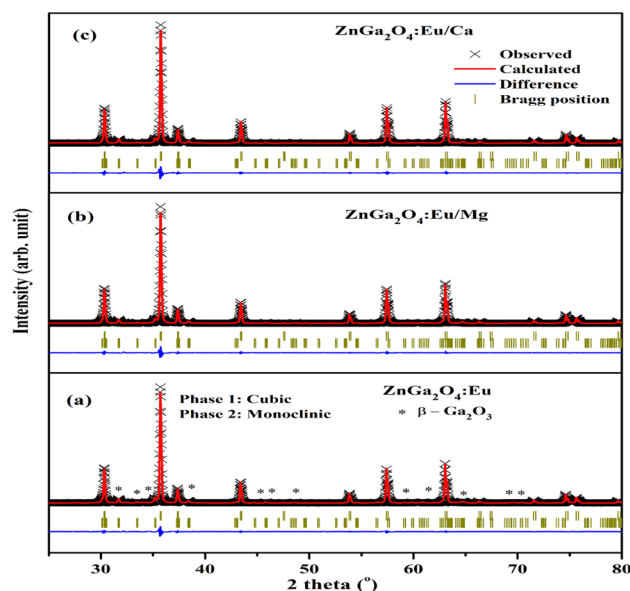 (c)
ZnGa₂O₄:Eu/Ca
Observed
Calculated
Difference
Bragg position
(b)
ZnGa₂O₄:Eu/Mg
(a)
Phase 1: Cubic
Phase 2: Monoclinic
ZnGa₂O₄:Eu
* β – Ga₂O₃
* * * * * * * * * * *
Intensity (arb. unit)
30 40 50 60 70 80
2 theta (°)